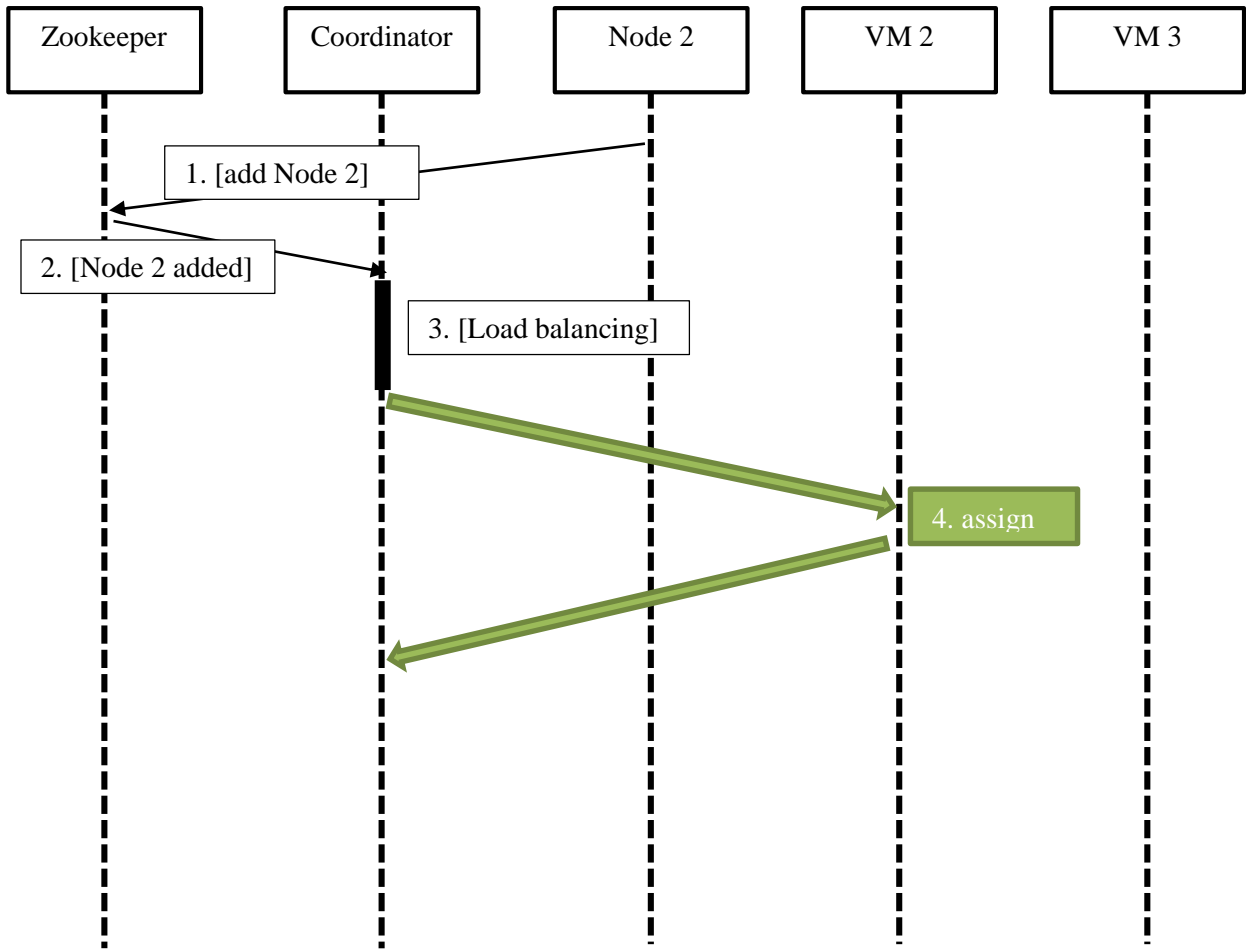 Zookeeper
Coordinator
Node 2
VM 2
VM 3
1. [add Node 2]
2. [Node 2 added]
3. [Load balancing]
4. assign